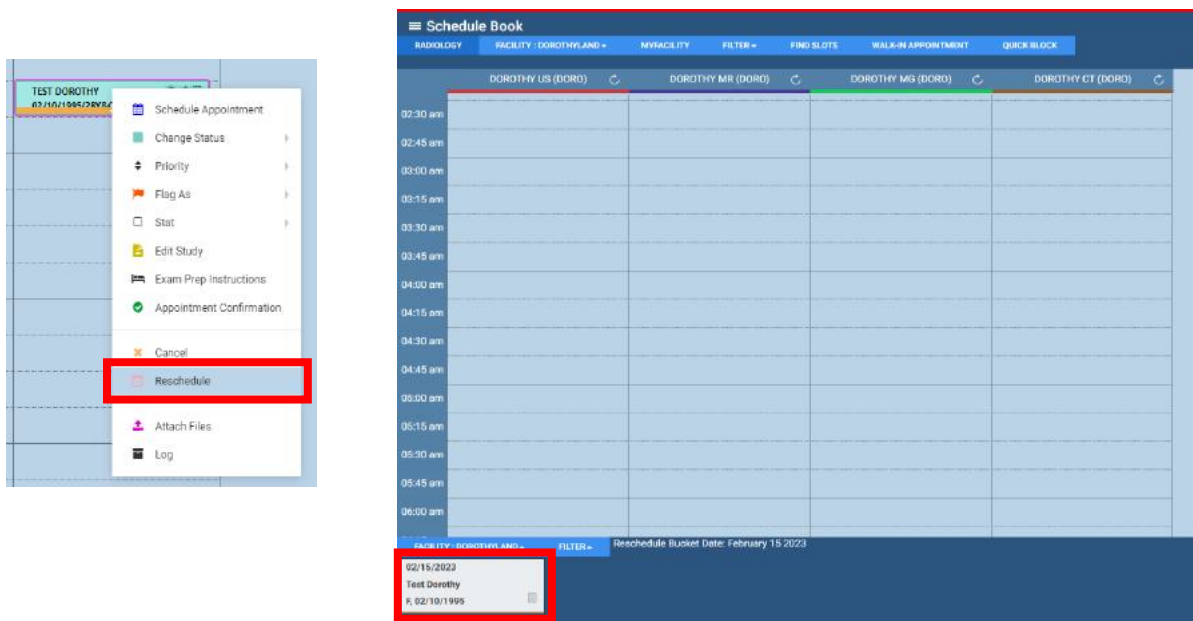 TEST DOROTHY
02/10/1995/28Y8/
Schedule Appointment
Change Status
Priority
Flag As
Stat
Edit Study
Exam Prep Instructions
Appointment Confirmation
Cancel
Reschedule
Attach Files
Log
Schedule Book
RADIOLOGY FACILITY : DOROTHYLAND MYFACILITY FILTER FIND SLOTS WALK-IN APPOINTMENT QUICK BLOCK
DOROTHY US (DORO) DOROTHY MR (DORO) DOROTHY MG (DORO) DOROTHY CT (DORO)
02:30 am
02:45 am
03:00 am
03:15 am
03:30 am
03:45 am
04:00 am
04:15 am
04:30 am
04:45 am
05:00 am
05:15 am
05:30 am
05:45 am
06:00 am
FACILITY : DOROTHYLAND FILTER Reschedule Bucket Date: February 15 2023
02/15/2023
Test Dorothy
F, 02/10/1995